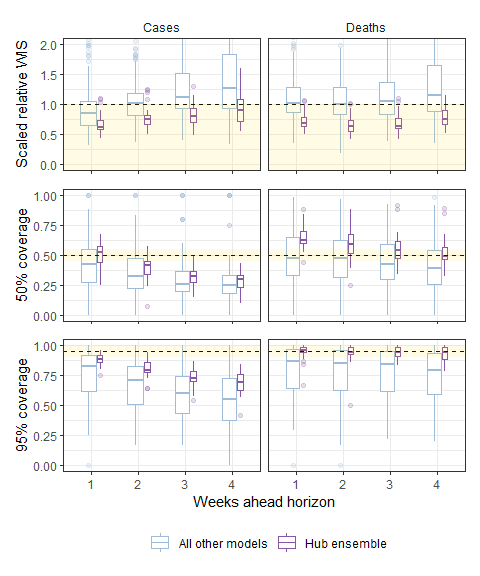 Cases
Deaths
Scaled relative WIS
2.0
1.5
1.0
0.5
0.0
50% coverage
1.00
0.75
0.50
0.25
0.00
95% coverage
1.00
0.75
0.50
0.25
0.00
1 2 3 4
1 2 3 4
Weeks ahead horizon
All other models
Hub ensemble